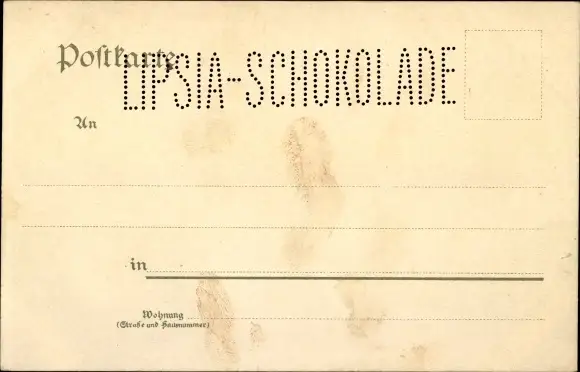 Postkarte
LIPSIA-SCHOKOLADE
An
in
Wohnung
(Straße und Hausnummer)